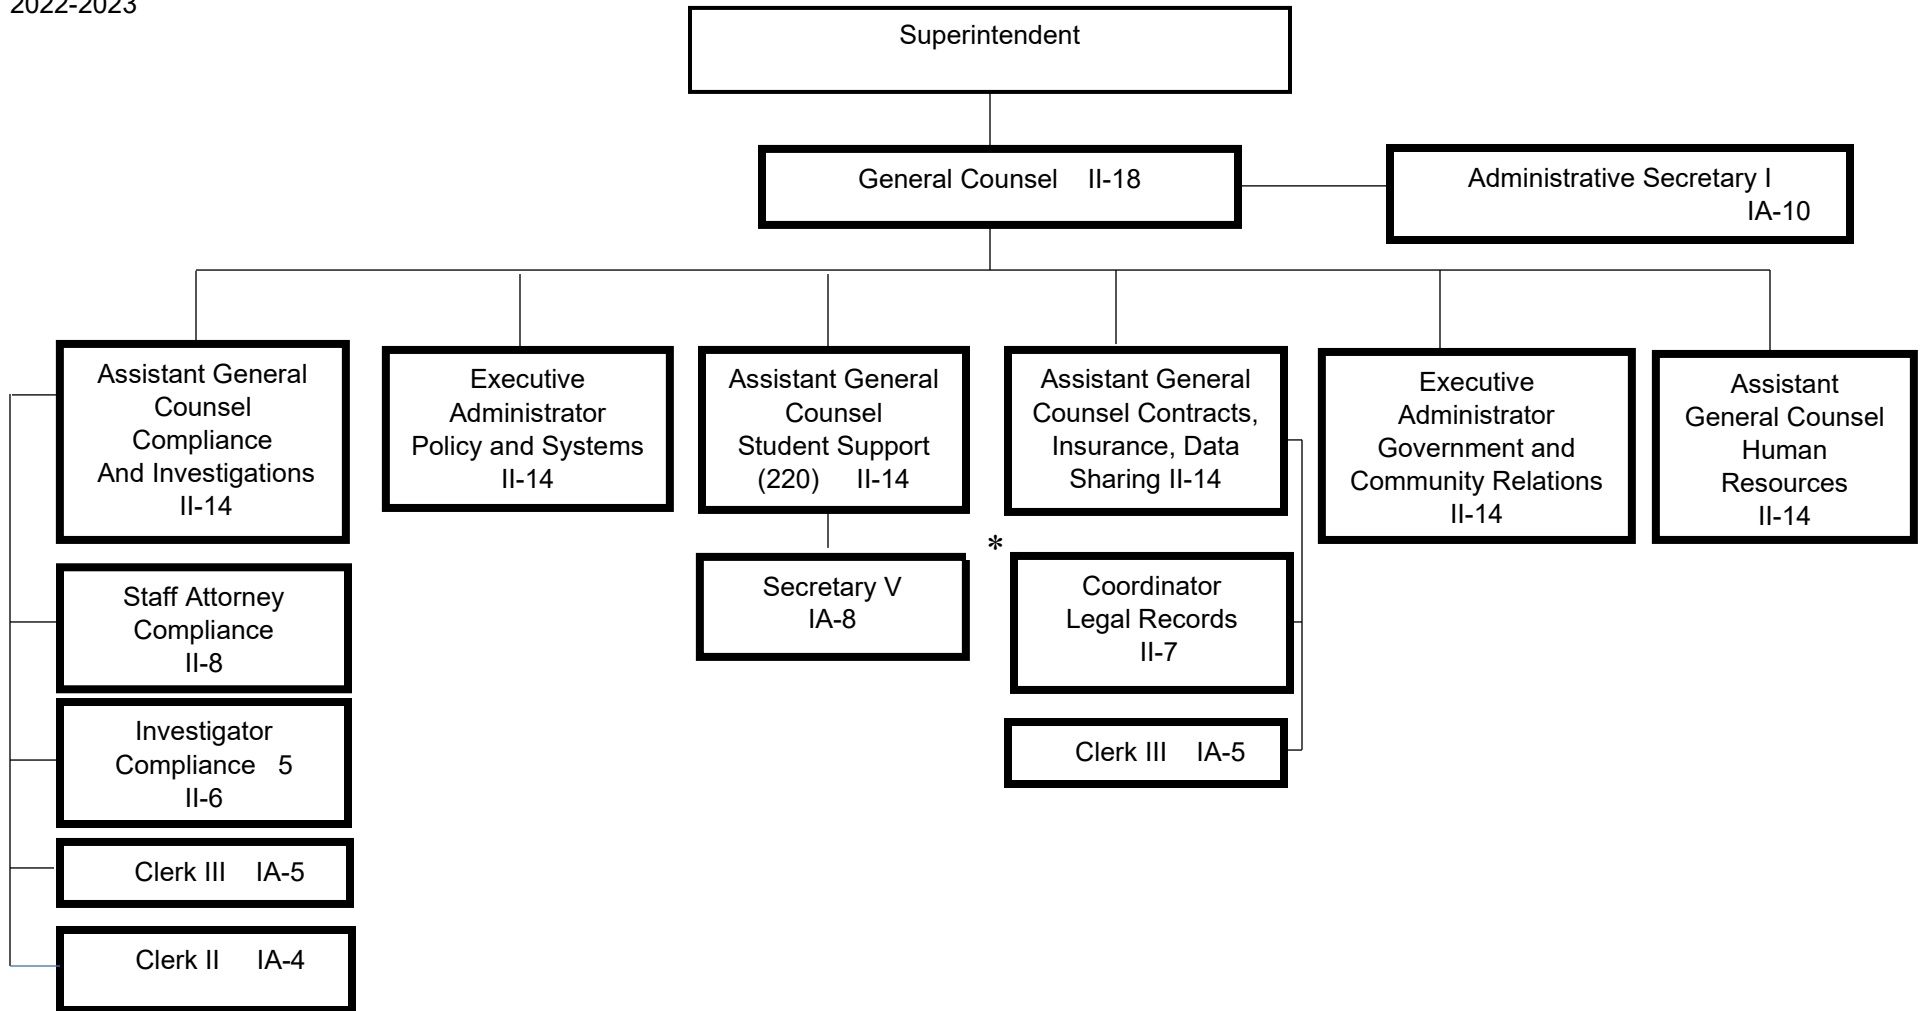 2022-2023
Superintendent
General Counsel II-18
Administrative Secretary I
IA-10
Assistant General
Counsel
Compliance
And Investigations
II-14
Executive
Administrator
Policy and Systems
II-14
Assistant General
Counsel
Student Support
(220) II-14
Assistant General
Counsel Contracts,
Insurance, Data
Sharing II-14
Executive
Administrator
Government and
Community Relations
II-14
Assistant
General Counsel
Human
Resources
II-14
Staff Attorney
Compliance
II-8
Investigator
Compliance 5
II-6
Clerk III IA-5
Clerk II IA-4
Secretary V
IA-8
*
Coordinator
Legal Records
II-7
Clerk III IA-5